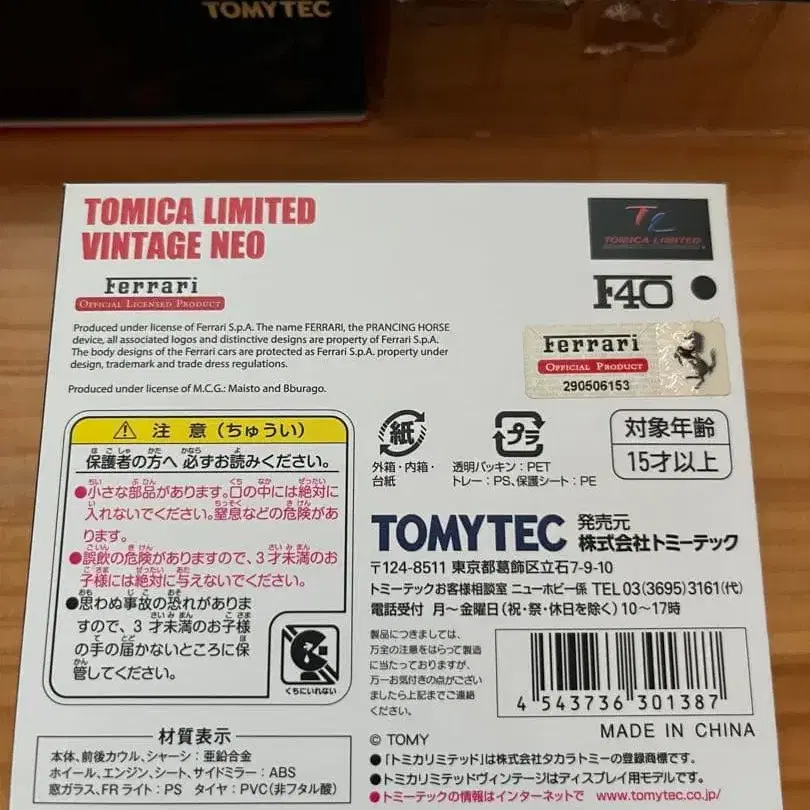 TOMYTEC
TOMICA LIMITED
VINTAGE NEO
TL
TOMICA LIMITED
Ferrari
OFFICIAL LICENSED PRODUCT
F40
Produced under license of Ferrari S.p.A. The name FERRARI, the PRANCING HORSE
device, all associated logos and distinctive designs are property of Ferrari S.p.A.
The body designs of the Ferrari cars are protected as Ferrari S.p.A. property under
design, trademark and trade dress regulations.
Produced under license of M.C.G.: Maisto and Bburago.
Ferrari
OFFICIAL PRODUCT
290506153
注 意(ちゅうい)
保護者の方へ 必ずお読みください。
●小さな部品があります。口の中には絶対に
入れないでください。窒息などの危険があ
ります。
●誤飲の危険がありますので、3才未満のお
子様には絶対に与えないでください。
●思わぬ事故の恐れがありま
すので、3才未満のお子様
の手の届かないところに保
管してください。
くちにいれない
紙
外箱・内箱・
台紙
プラ
透明パッキン:PET
トレー:PS、保護シート:PE
対象年齢
15才以上
TOMYTEC 発売元 株式会社トミーテック
〒124-8511 東京都葛飾区立石7-9-10
トミーテックお客様相談室 ニューホビー係 TEL 03(3695)3161(代)
電話受付 月〜金曜日(祝・祭・休日を除く)10〜17時
製品につきましては、
万全の注意をはらって製造
に当たっておりますが、
万一お気付きの点がござい
ましたら上記までご連絡
ください。
4 543736 301387
© TOMY
MADE IN CHINA
●「トミカリミテッド」は株式会社タカラトミーの登録商標です。
●トミカリミテッドヴィンテージはディスプレイ用モデルです。
●トミーテックの情報はインターネットで www.tomytec.co.jp/
材質表示
本体、前後カウル、シャーシ:亜鉛合金
ホイール、エンジン、シート、サイドミラー:ABS
窓ガラス、FRライト:PS タイヤ:PVC(非フタル酸)